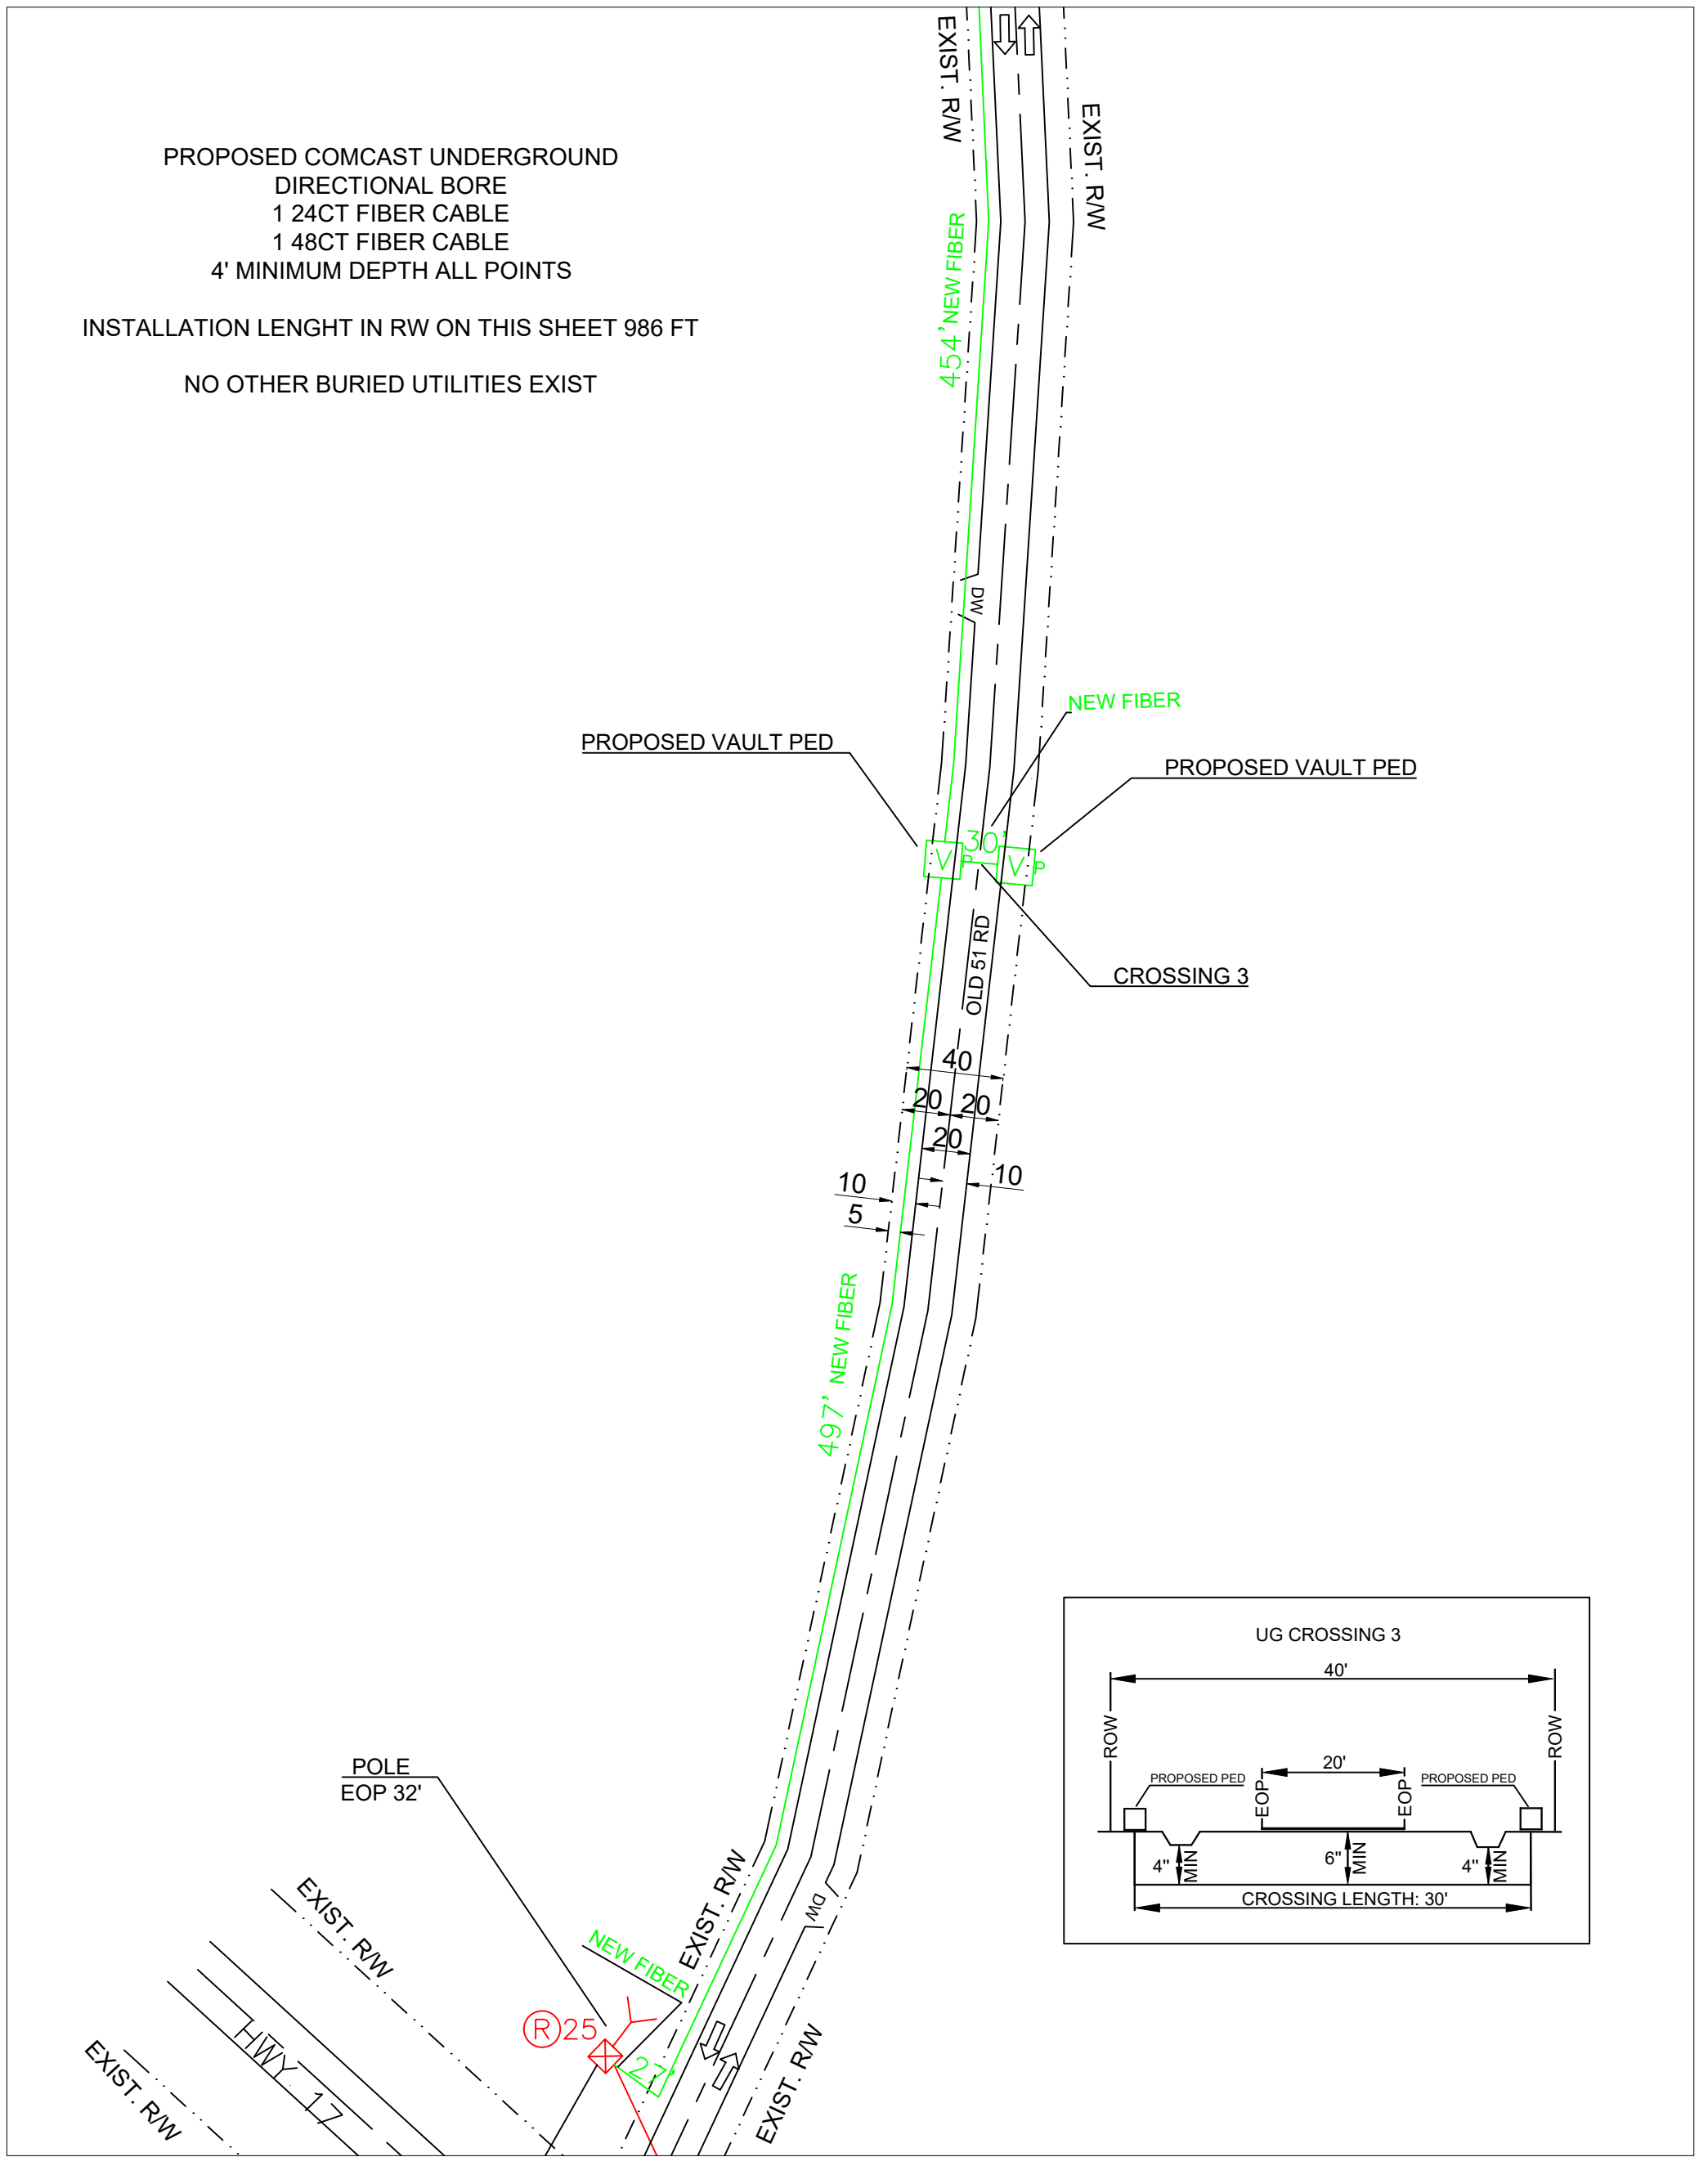 EXIST. R/W
EXIST. R/W
PROPOSED COMCAST UNDERGROUND
DIRECTIONAL BORE
1 24CT FIBER CABLE
1 48CT FIBER CABLE
4' MINIMUM DEPTH ALL POINTS
INSTALLATION LENGHT IN RW ON THIS SHEET 986 FT
NO OTHER BURIED UTILITIES EXIST
454' NEW FIBER
DW
NEW FIBER
PROPOSED VAULT PED
PROPOSED VAULT PED
30'
V P
V P
OLD 51 RD
CROSSING 3
40
20 20
20
10
10
5
497' NEW FIBER
UG CROSSING 3
40'
ROW
ROW
20'
PROPOSED PED
EOP
EOP
PROPOSED PED
4" MIN
6" MIN
4" MIN
CROSSING LENGTH: 30'
POLE
EOP 32'
EXIST. R/W
DW
EXIST. R/W
NEW FIBER
R 25
27'
HWY 17
EXIST. R/W
EXIST. R/W